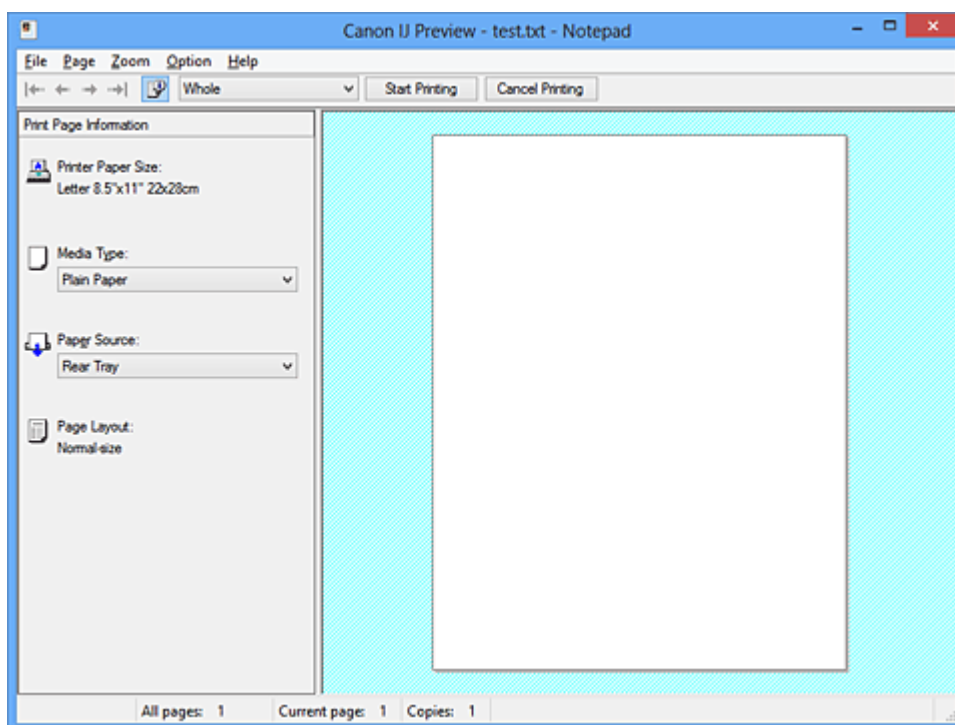 Canon IJ Preview - test.txt - Notepad
File Page Zoom Option Help
Whole Start Printing Cancel Printing
Print Page Information
Printer Paper Size:
Letter 8.5"x11" 22x28cm
Media Type:
Plain Paper
Paper Source:
Rear Tray
Page Layout:
Normal-size
All pages: 1 Current page: 1 Copies: 1